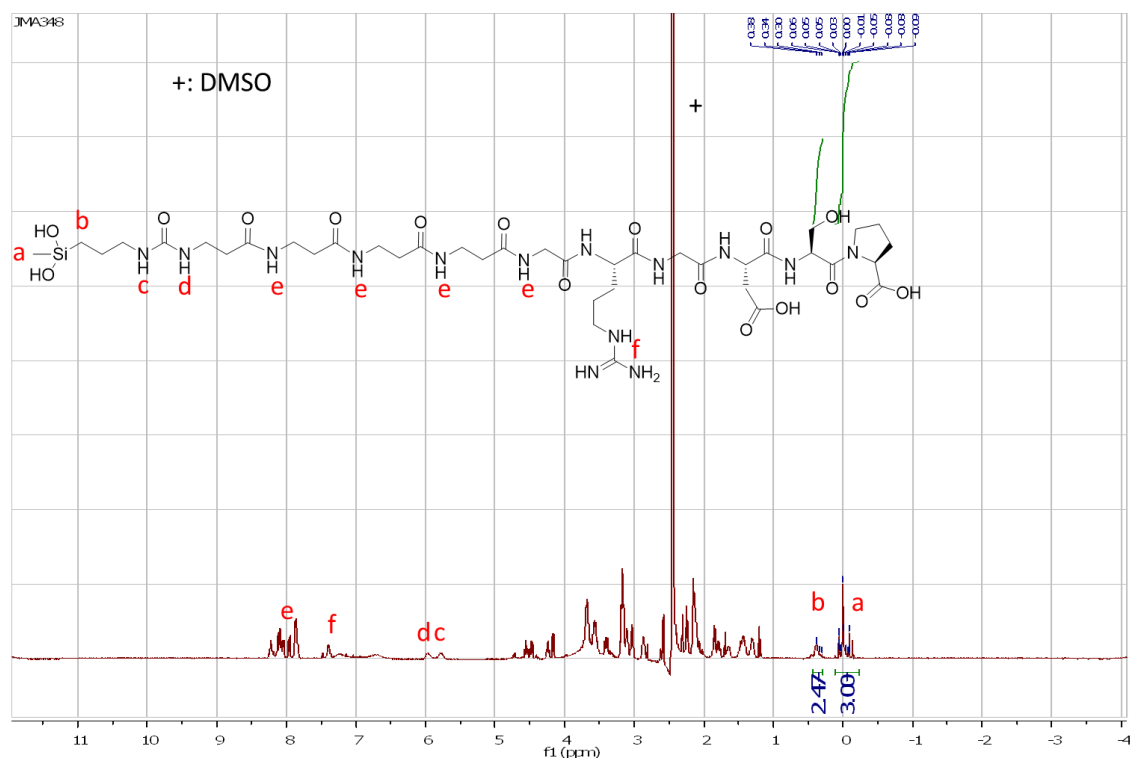 JMA348
0.38
0.34
0.30
0.06
0.05
0.05
0.03
0.00
-0.01
-0.05
-0.08
-0.08
-0.09
+: DMSO
+
a
b
HO
Si
HO
N
H
c
O
N
H
d
O
N
H
e
O
N
H
e
O
N
H
e
O
N
H
e
O
H
N
O
N
H
O
H
N
O
N
H
OH
O
N
O
OH
O
OH
O
NH
f
HN
NH2
e
f
d
c
b
a
2.47
3.00
11 10 9 8 7 6 5 4 3 2 1 0 -1 -2 -3 -4
f1 (ppm)